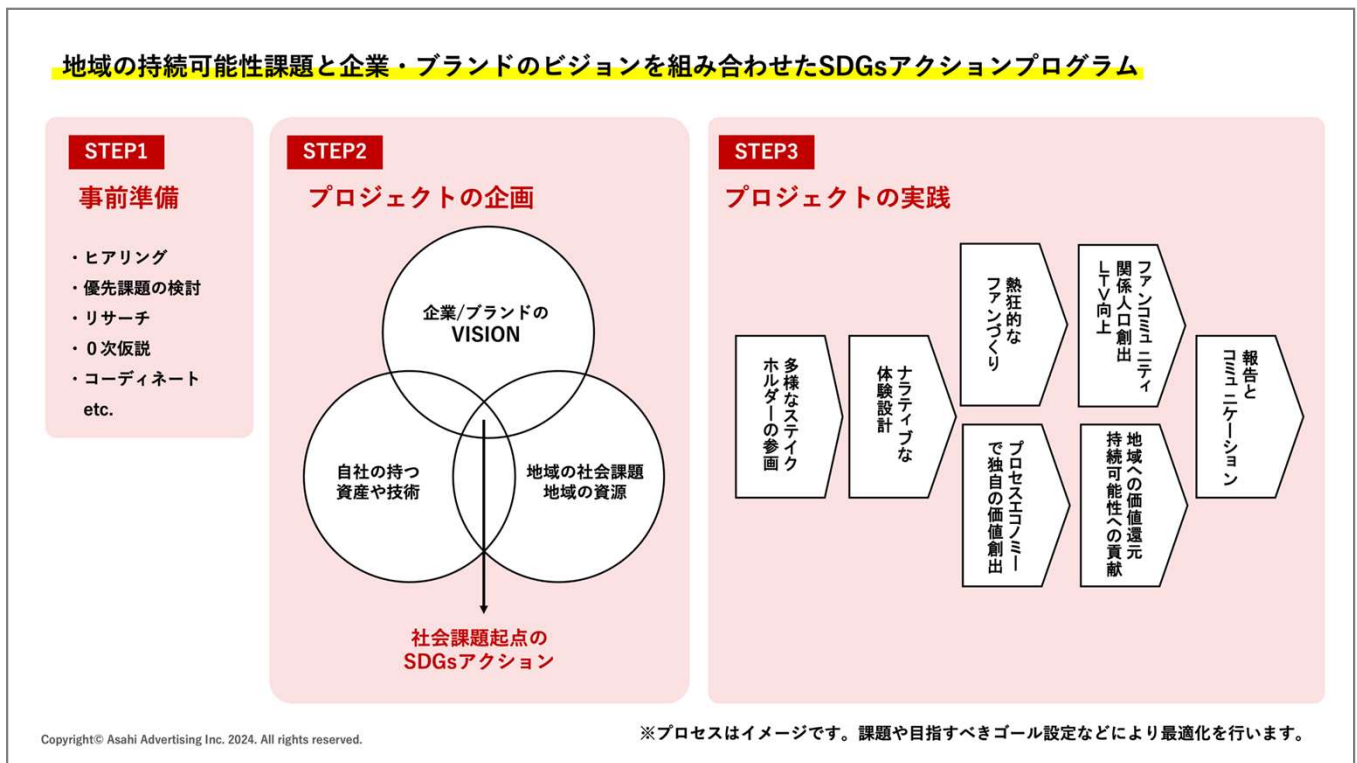 地域の持続可能性課題と企業・ブランドのビジョンを組み合わせたSDGsアクションプログラム
STEP1
事前準備
・ヒアリング
・優先課題の検討
・リサーチ
・０次仮説
・コーディネート
etc.
STEP2
プロジェクトの企画
企業/ブランドの
VISION
自社の持つ
資産や技術
地域の社会課題
地域の資源
社会課題起点の
SDGsアクション
STEP3
プロジェクトの実践
多様なステイク
ホルダーの参画
ナラティブな
体験設計
熱狂的な
ファンづくり
ファンコミュニティ
関係人口創出
LTV向上
プロセスエコノミー
で独自の価値創出
地域への価値還元
持続可能性への貢献
報告と
コミュニケーション
※プロセスはイメージです。課題や目指すべきゴール設定などにより最適化を行います。
Copyright© Asahi Advertising Inc. 2024. All rights reserved.